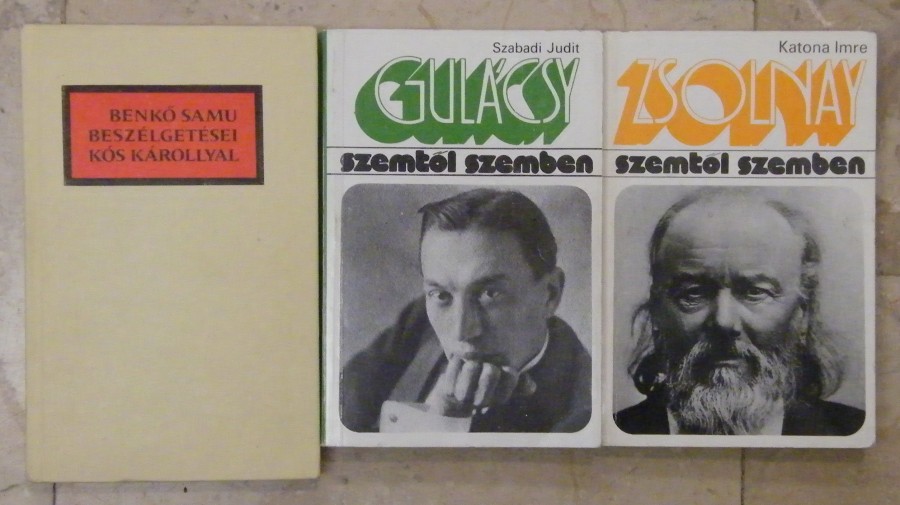 BENKŐ SAMU
BESZÉLGETÉSEI
KÓS KÁROLLYAL
Szabadi Judit
GULÁCSY
szemtől szemben
Katona Imre
ZSOLNAY
szemtől szemben